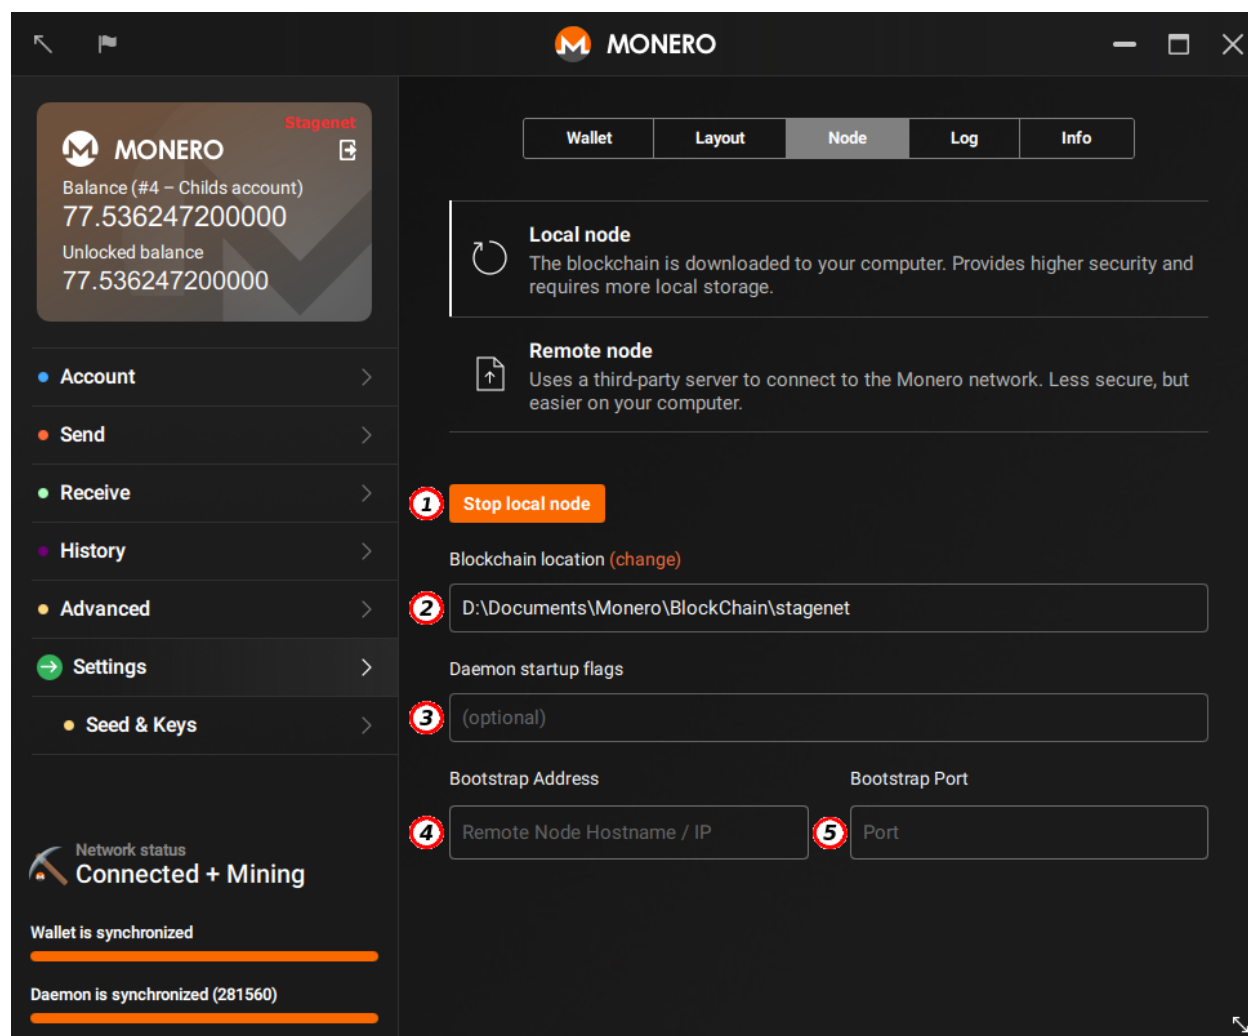 MONERO
Stagenet
MONERO
Balance (#4 – Childs account)
77.536247200000
Unlocked balance
77.536247200000
Account
Send
Receive
History
Advanced
Settings
Seed & Keys
Network status
Connected + Mining
Wallet is synchronized
Daemon is synchronized (281560)
Wallet Layout Node Log Info
Local node
The blockchain is downloaded to your computer. Provides higher security and
requires more local storage.
Remote node
Uses a third-party server to connect to the Monero network. Less secure, but
easier on your computer.
1 Stop local node
Blockchain location (change)
2 D:\Documents\Monero\BlockChain\stagenet
Daemon startup flags
3 (optional)
Bootstrap Address Bootstrap Port
4 Remote Node Hostname / IP 5 Port